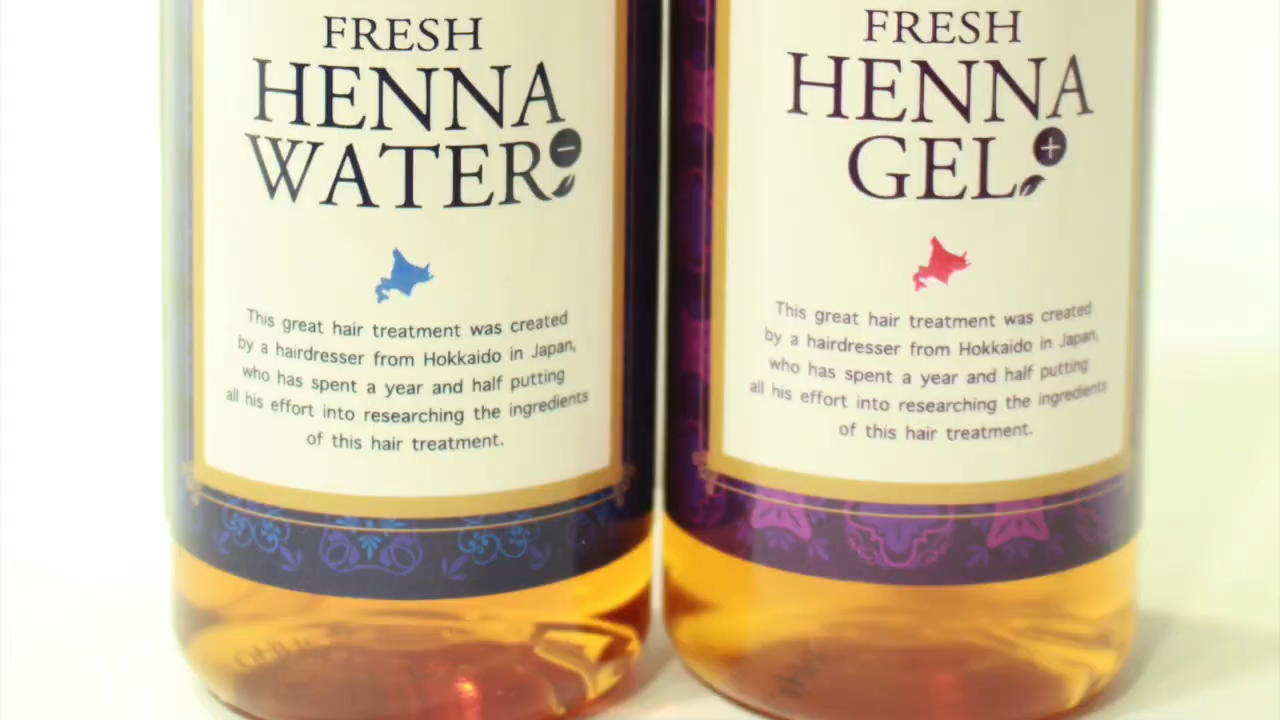 FRESH
HENNA
WATER
This great hair treatment was created
by a hairdresser from Hokkaido in Japan,
who has spent a year and half putting
all his effort into researching the ingredients
of this hair treatment.
FRESH
HENNA
GEL
This great hair treatment was created
by a hairdresser from Hokkaido in Japan,
who has spent a year and half putting
all his effort into researching the ingredients
of this hair treatment.